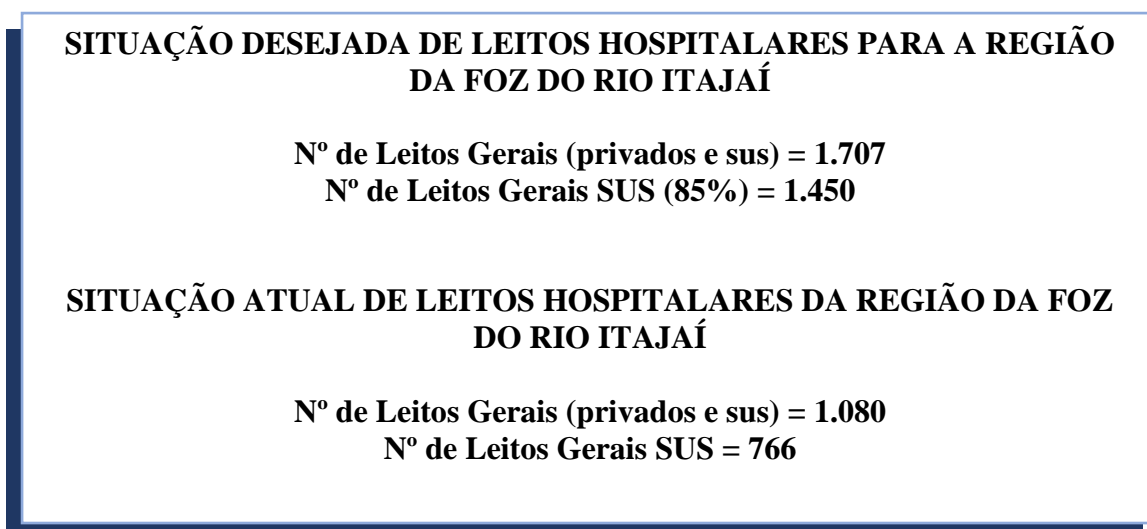 SITUAÇÃO DESEJADA DE LEITOS HOSPITALARES PARA A REGIÃO
DA FOZ DO RIO ITAJAÍ
Nº de Leitos Gerais (privados e sus) = 1.707
Nº de Leitos Gerais SUS (85%) = 1.450
SITUAÇÃO ATUAL DE LEITOS HOSPITALARES DA REGIÃO DA FOZ
DO RIO ITAJAÍ
Nº de Leitos Gerais (privados e sus) = 1.080
Nº de Leitos Gerais SUS = 766